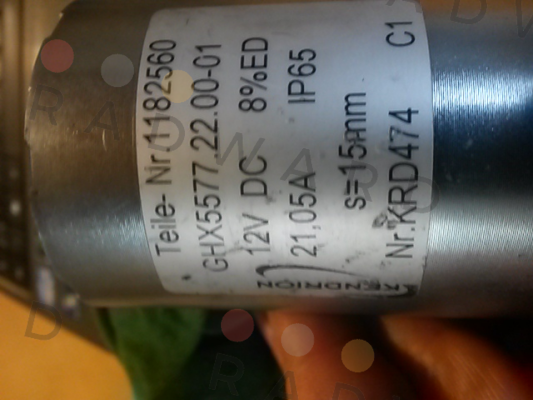 Teile- Nr.1182560
GHX5577.22.00-01
12V DC 8%ED
21,05A IP65
s=15mm
Nr.KRD474 C1